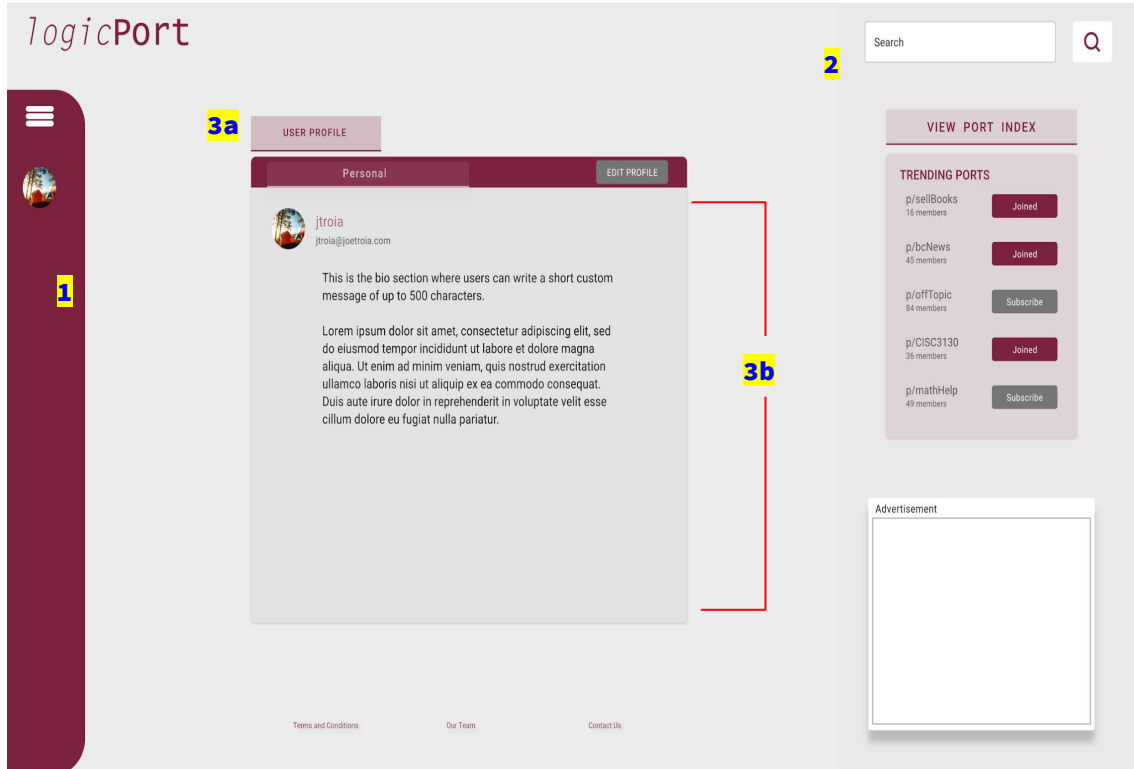 logicPort
1
3a
USER PROFILE
Personal
EDIT PROFILE
jtroia
jtroia@joetroia.com
This is the bio section where users can write a short custom
message of up to 500 characters.
Lorem ipsum dolor sit amet, consectetur adipiscing elit, sed
do eiusmod tempor incididunt ut labore et dolore magna
aliqua. Ut enim ad minim veniam, quis nostrud exercitation
ullamco laboris nisi ut aliquip ex ea commodo consequat.
Duis aute irure dolor in reprehenderit in voluptate velit esse
cillum dolore eu fugiat nulla pariatur.
3b
2
Search
VIEW PORT INDEX
TRENDING PORTS
p/sellBooks
16 members
Joined
p/bcNews
45 members
Joined
p/offTopic
84 members
Subscribe
p/CISC3130
36 members
Joined
p/mathHelp
49 members
Subscribe
Advertisement
Terms and Conditions
Our Team
Contact Us